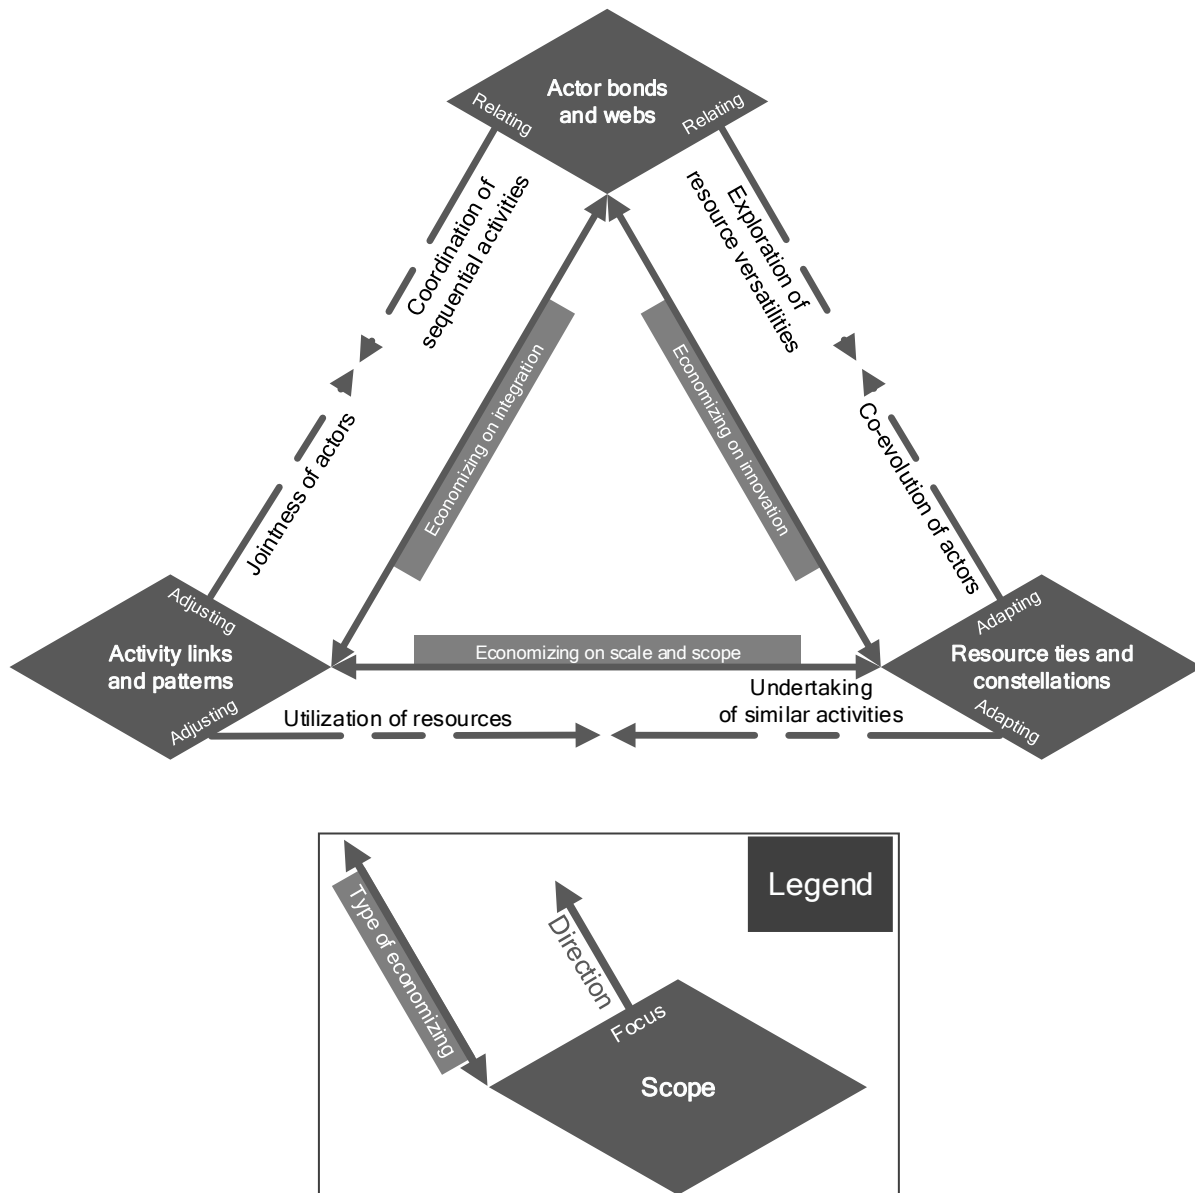 Actor bonds
and webs
Relating
Relating
Coordination of
sequential activities
Exploration of
resource versatilities
Economizing on integration
Economizing on innovation
Jointness of actors
Co-evolution of actors
Adjusting
Activity links
and patterns
Adjusting
Adapting
Resource ties and
constellations
Adapting
Economizing on scale and scope
Utilization of resources
Undertaking
of similar activities
Legend
Type of economizing
Direction
Focus
Scope